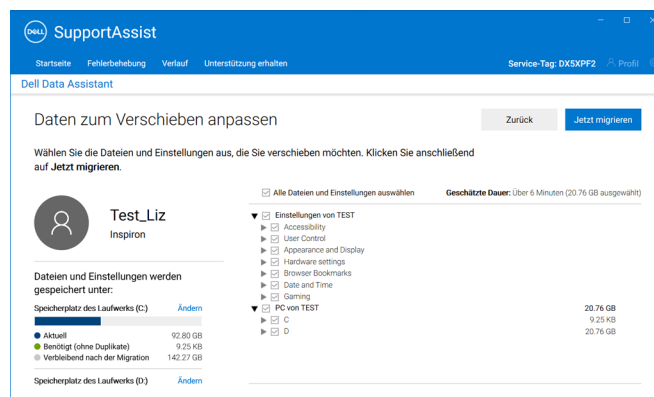 DELL SupportAssist
Startseite Fehlerbehebung Verlauf Unterstützung erhalten Service-Tag: DX5XPF2 Profil
Dell Data Assistant
Daten zum Verschieben anpassen Zurück Jetzt migrieren
Wählen Sie die Dateien und Einstellungen aus, die Sie verschieben möchten. Klicken Sie anschließend
auf Jetzt migrieren.
Alle Dateien und Einstellungen auswählen Geschätzte Dauer: Über 6 Minuten (20.76 GB ausgewählt)
Test_Liz
Inspiron
Dateien und Einstellungen werden
gespeichert unter:
Speicherplatz des Laufwerks (C:) Ändern
Aktuell 92.80 GB
Benötigt (ohne Duplikate) 9.25 KB
Verbleibend nach der Migration 142.27 GB
Speicherplatz des Laufwerks (D:) Ändern
Einstellungen von TEST
Accessibility
User Control
Appearance and Display
Hardware settings
Browser Bookmarks
Date and Time
Gaming
PC von TEST 20.76 GB
C 9.25 KB
D 20.76 GB